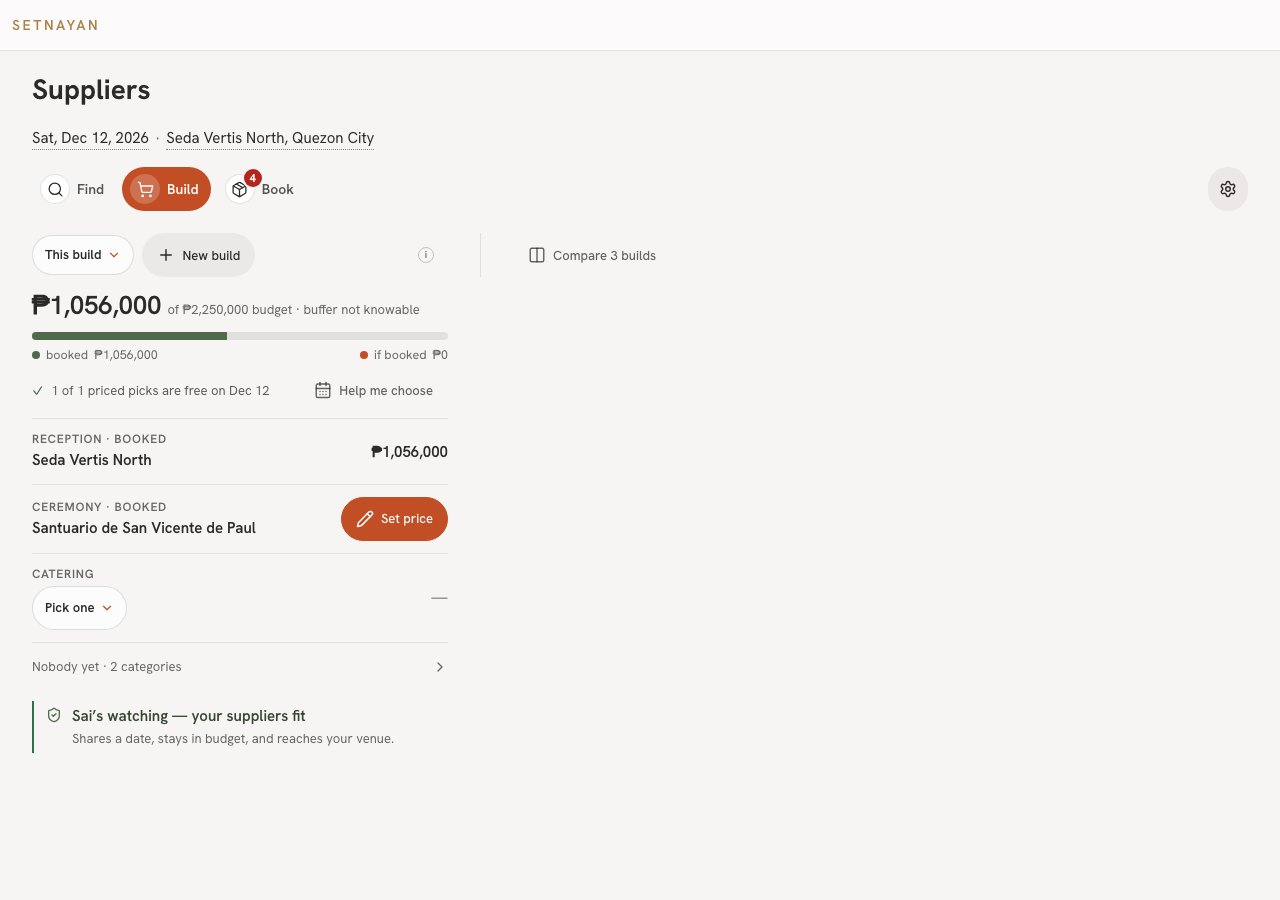 SETNAYAN
Suppliers
Sat, Dec 12, 2026 · Seda Vertis North, Quezon City
Find
Build
4
Book
This build
New build
i
Compare 3 builds
₱1,056,000 of ₱2,250,000 budget · buffer not knowable
booked ₱1,056,000
if booked ₱0
1 of 1 priced picks are free on Dec 12
Help me choose
RECEPTION · BOOKED
Seda Vertis North
₱1,056,000
CEREMONY · BOOKED
Santuario de San Vicente de Paul
Set price
CATERING
Pick one
—
Nobody yet · 2 categories
Sai’s watching — your suppliers fit
Shares a date, stays in budget, and reaches your venue.